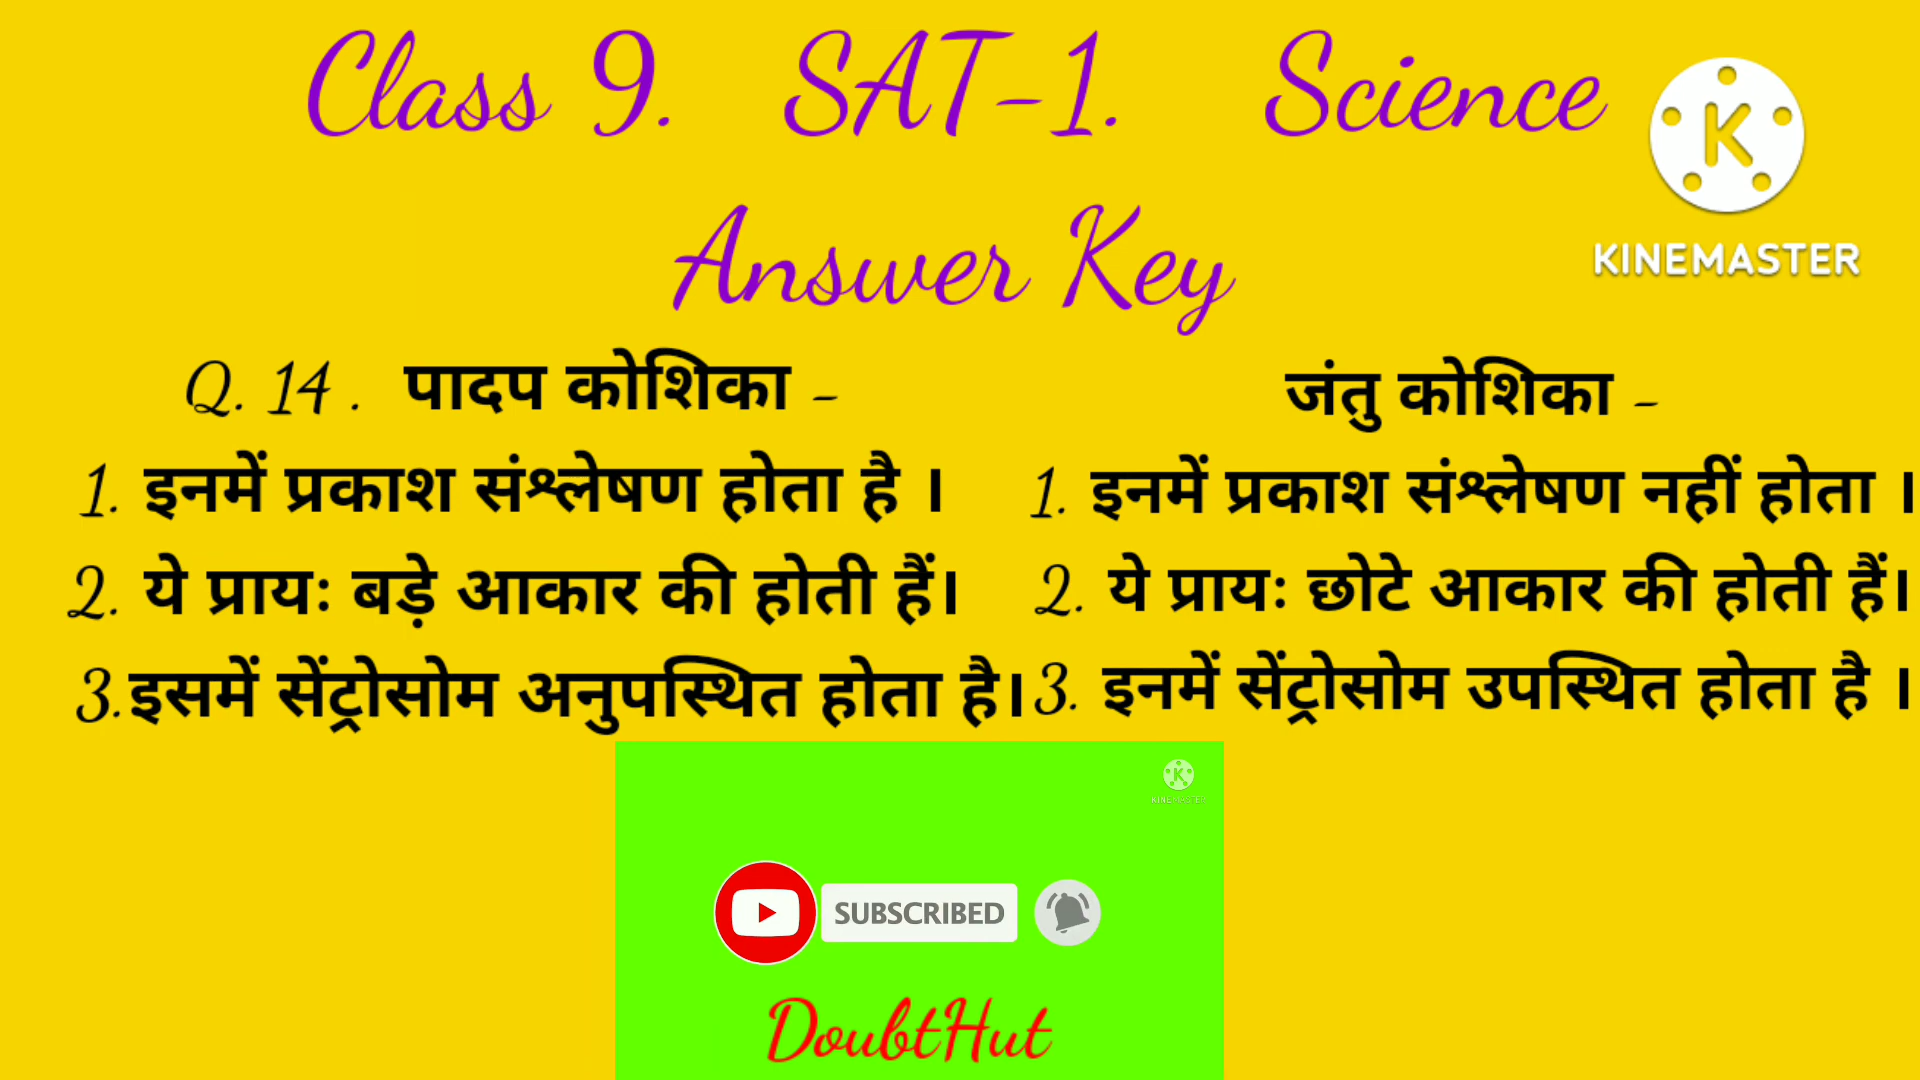 Class 9. SAT-1. Science
K
KINEMASTER
Answer Key
Q. 14 . पादप कोशिका -
जंतु कोशिका -
1. इनमें प्रकाश संश्लेषण होता है ।
1. इनमें प्रकाश संश्लेषण नहीं होता ।
2. ये प्रायः बड़े आकार की होती हैं।
2. ये प्रायः छोटे आकार की होती हैं।
3.इसमें सेंट्रोसोम अनुपस्थित होता है।
3. इनमें सेंट्रोसोम उपस्थित होता है ।
K
KINEMASTER
SUBSCRIBED
DoubtHut